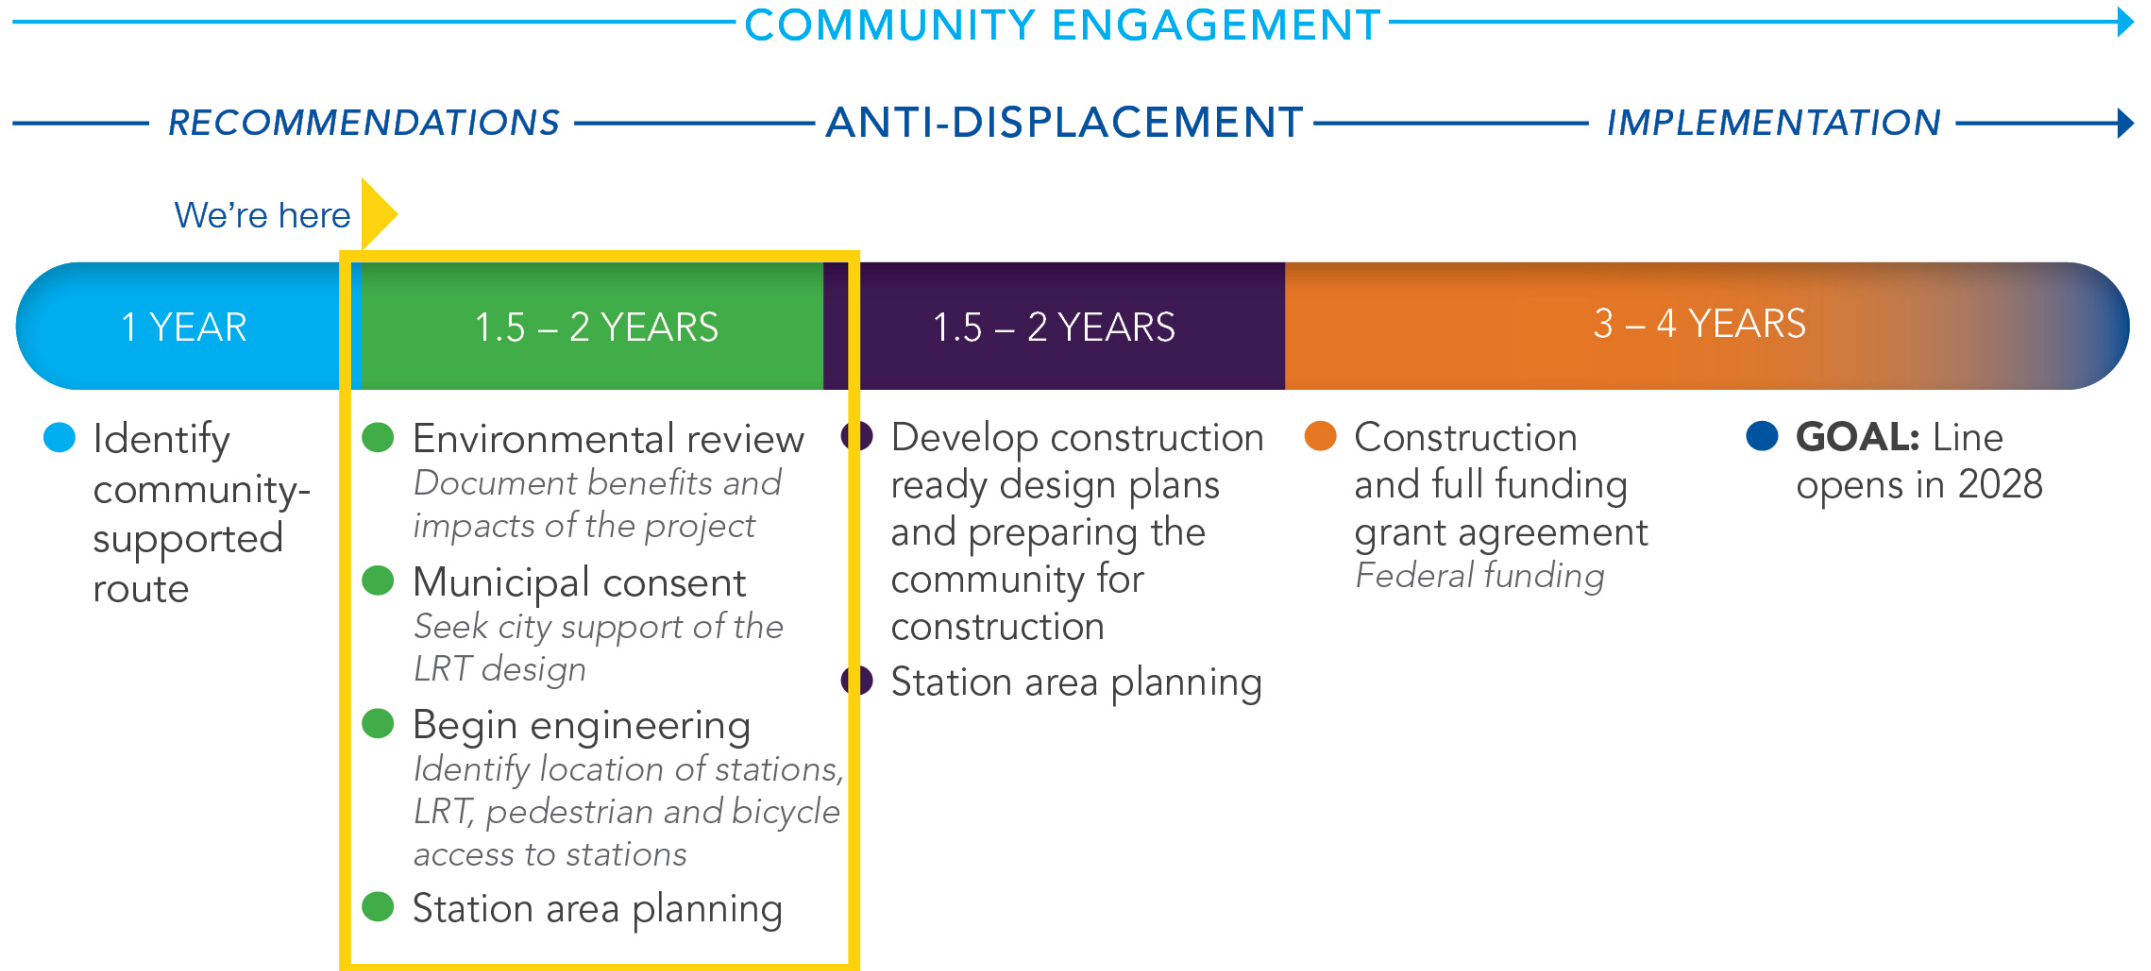 COMMUNITY ENGAGEMENT
RECOMMENDATIONS
ANTI-DISPLACEMENT
IMPLEMENTATION
We're here
1 YEAR
1.5 – 2 YEARS
1.5 – 2 YEARS
3 – 4 YEARS
Identify
community-
supported
route
Environmental review
Document benefits and
impacts of the project
Municipal consent
Seek city support of the
LRT design
Begin engineering
Identify location of stations,
LRT, pedestrian and bicycle
access to stations
Station area planning
Develop construction
ready design plans
and preparing the
community for
construction
Station area planning
Construction
and full funding
grant agreement
Federal funding
GOAL: Line
opens in 2028